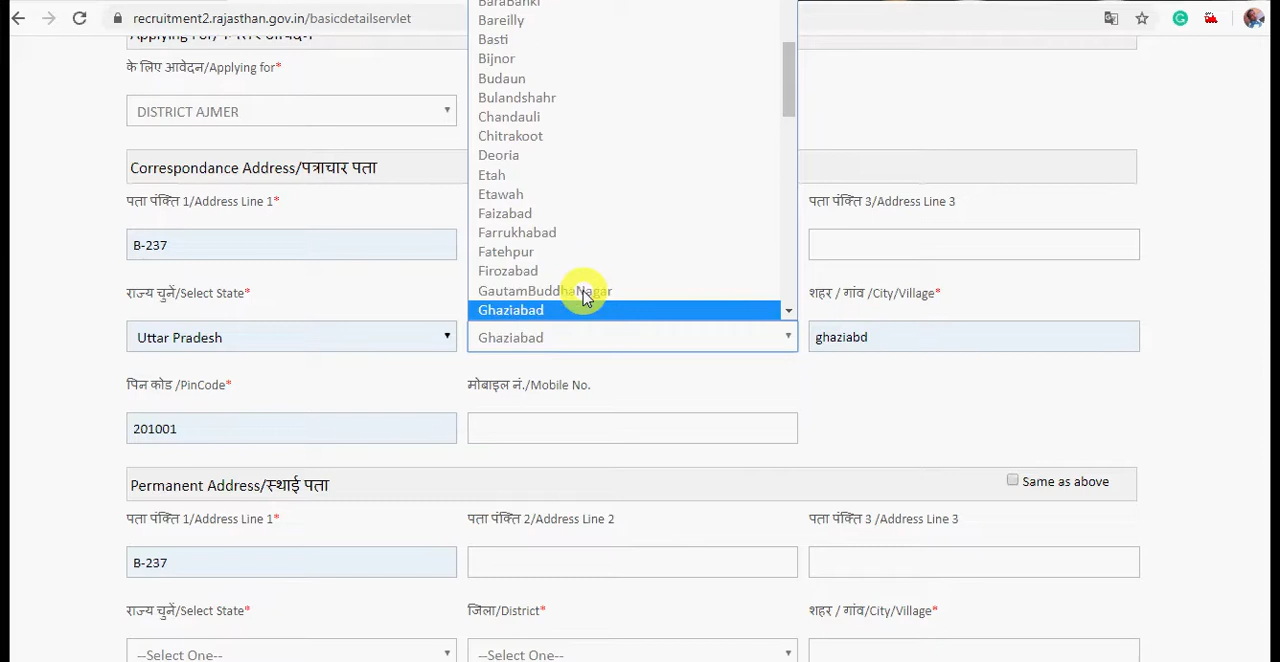 recruitment2.rajasthan.gov.in/basicdetailservlet
BaraBanki
Bareilly
Basti
Bijnor
Budaun
Bulandshahr
Chandauli
Chitrakoot
Deoria
Etah
Etawah
Faizabad
Farrukhabad
Fatehpur
Firozabad
GautamBuddhaNagar
Ghaziabad
के लिए आवेदन/Applying for*
DISTRICT AJMER
Correspondance Address/पत्राचार पता
पता पंक्ति 1/Address Line 1*
पता पंक्ति 3/Address Line 3
B-237
राज्य चुनें/Select State*
शहर / गांव /City/Village*
Uttar Pradesh
Ghaziabad
ghaziabd
पिन कोड /PinCode*
मोबाइल नं./Mobile No.
201001
Permanent Address/स्थाई पता
Same as above
पता पंक्ति 1/Address Line 1*
पता पंक्ति 2/Address Line 2
पता पंक्ति 3 /Address Line 3
B-237
राज्य चुनें/Select State*
जिला/District*
शहर / गांव/City/Village*
--Select One--
--Select One--